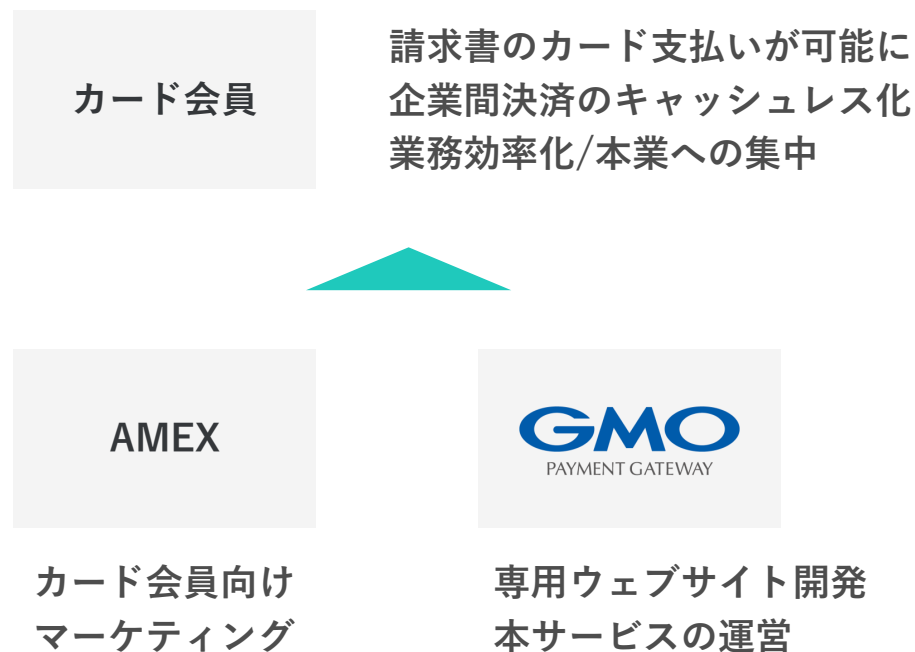 カード会員
請求書のカード支払いが可能に
企業間決済のキャッシュレス化
業務効率化/本業への集中
AMEX
GMO
PAYMENT GATEWAY
カード会員向け
マーケティング
専用ウェブサイト開発
本サービスの運営